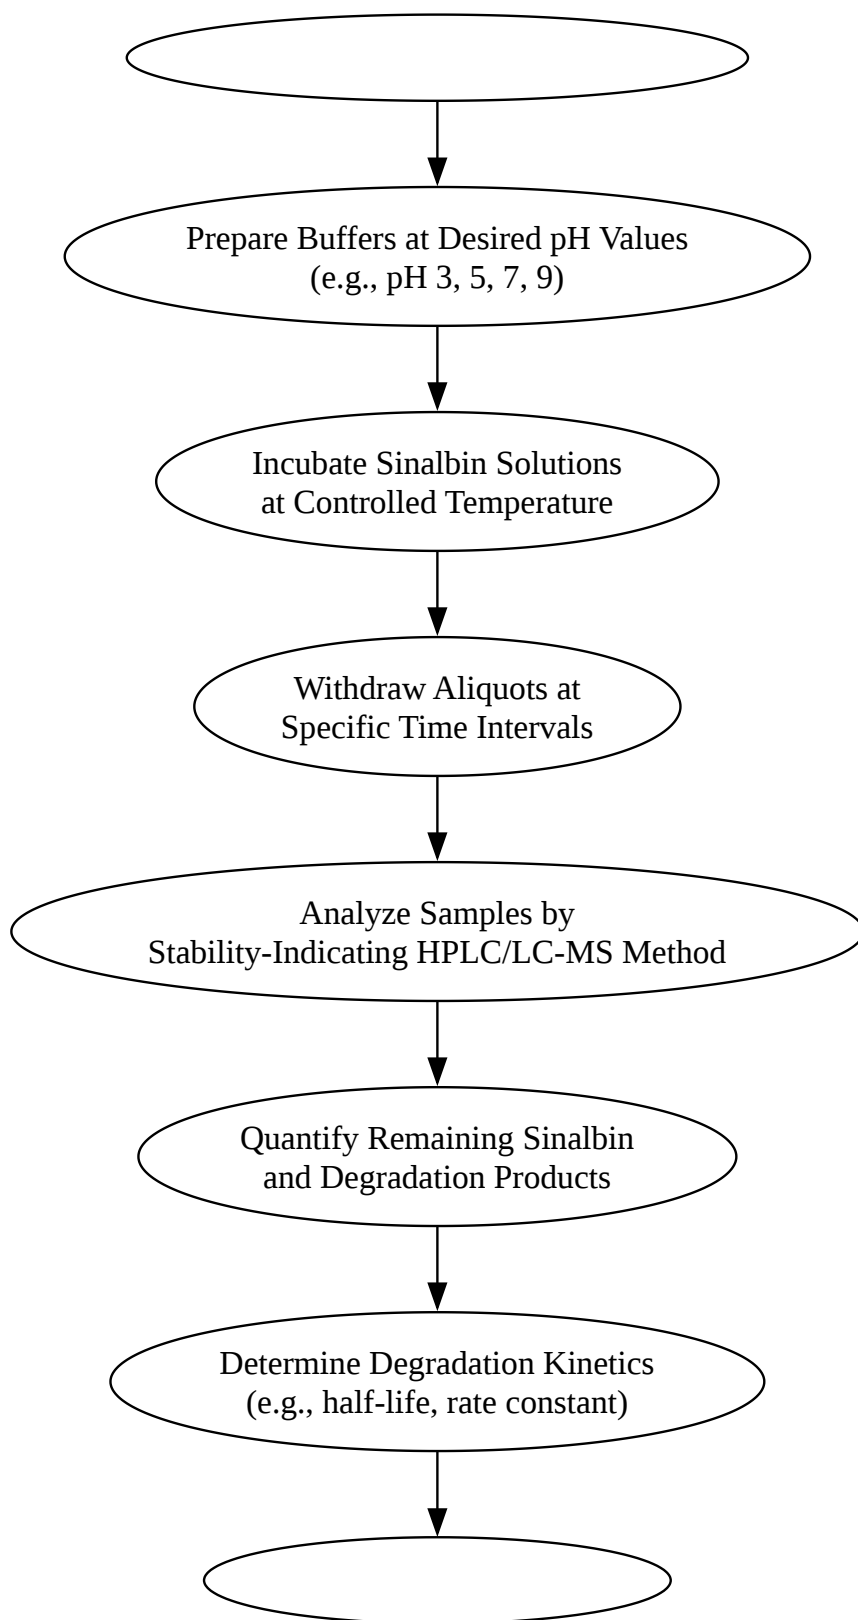 Prepare Buffers at Desired pH Values
(e.g., pH 3, 5, 7, 9)
Incubate Sinalbin Solutions
at Controlled Temperature
Withdraw Aliquots at
Specific Time Intervals
Analyze Samples by
Stability-Indicating HPLC/LC-MS Method
Quantify Remaining Sinalbin
and Degradation Products
Determine Degradation Kinetics
(e.g., half-life, rate constant)